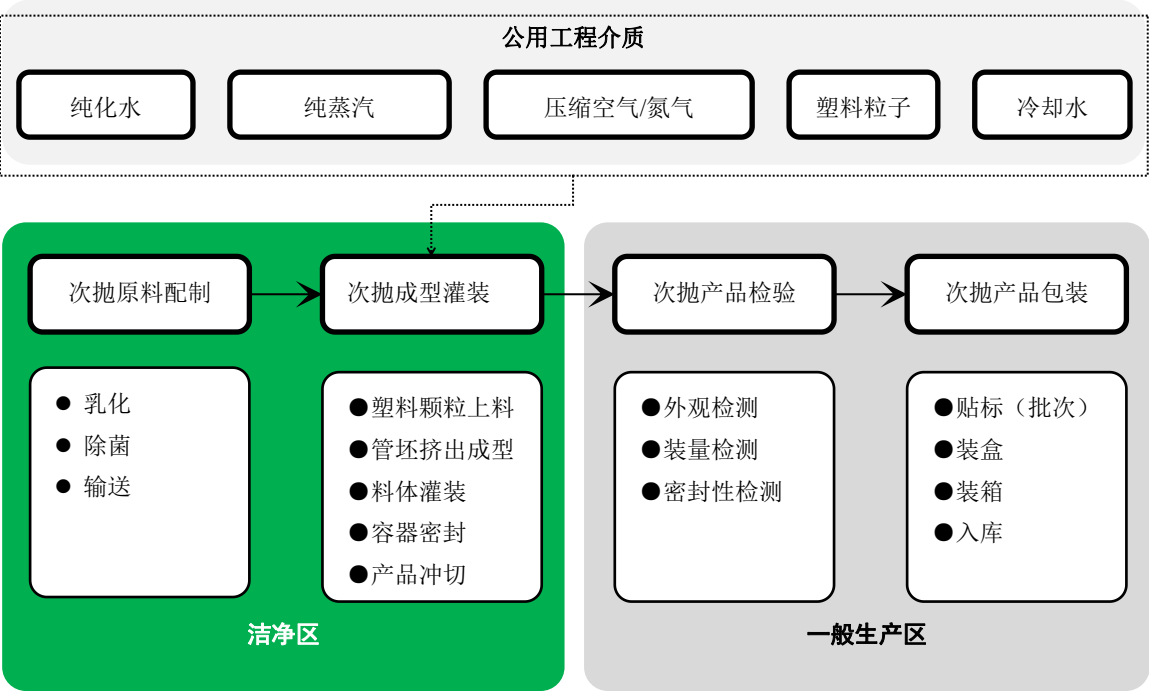 公用工程介质
纯化水
纯蒸汽
压缩空气/氮气
塑料粒子
冷却水
次抛原料配制
次抛成型灌装
次抛产品检验
次抛产品包装
●乳化
●除菌
●输送
●塑料颗粒上料
●管坯挤出成型
●料体灌装
●容器密封
●产品冲切
●外观检测
●装量检测
●密封性检测
●贴标（批次）
●装盒
●装箱
●入库
洁净区
一般生产区